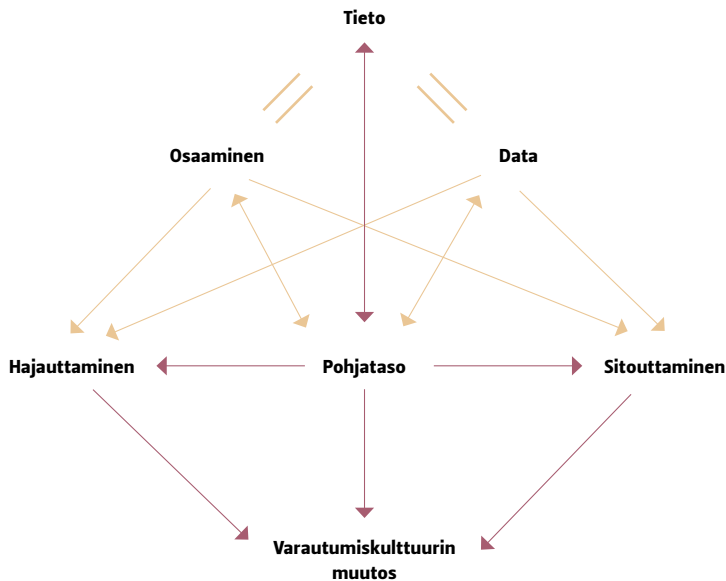 Tieto
Osaaminen
Data
Hajauttaminen
Pohjataso
Sitouttaminen
Varautumiskulttuurin
muutos